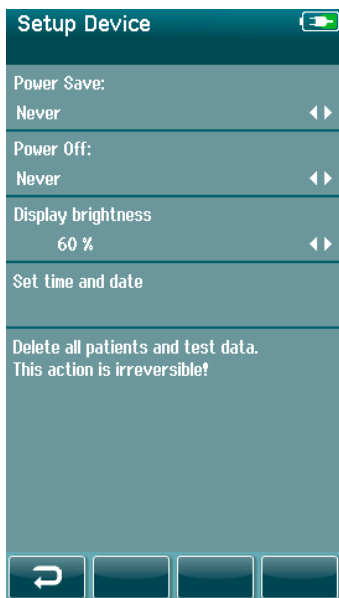 Setup Device
Power Save:
Never
Power Off:
Never
Display brightness
60 %
Set time and date
Delete all patients and test data.
This action is irreversible!